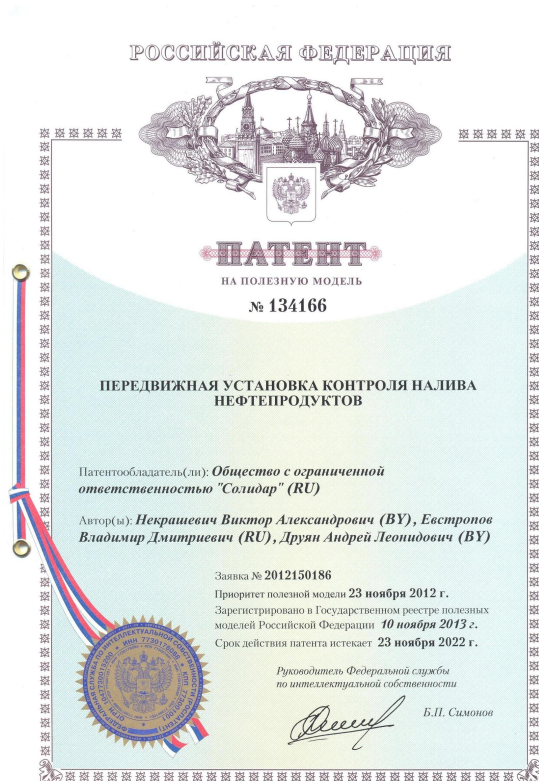 РОССИЙСКАЯ ФЕДЕРАЦИЯ
ПАТЕНТ
НА ПОЛЕЗНУЮ МОДЕЛЬ
№ 134166
ПЕРЕДВИЖНАЯ УСТАНОВКА КОНТРОЛЯ НАЛИВА
НЕФТЕПРОДУКТОВ
Патентообладатель(ли): Общество с ограниченной
ответственностью "Солидар" (RU)
Автор(ы): Некрашевич Виктор Александрович (BY), Евстропов
Владимир Дмитриевич (RU), Друян Андрей Леонидович (BY)
Заявка № 2012150186
Приоритет полезной модели 23 ноября 2012 г.
Зарегистрировано в Государственном реестре полезных
моделей Российской Федерации 10 ноября 2013 г.
Срок действия патента истекает 23 ноября 2022 г.
Руководитель Федеральной службы
по интеллектуальной собственности
Б.П. Симонов